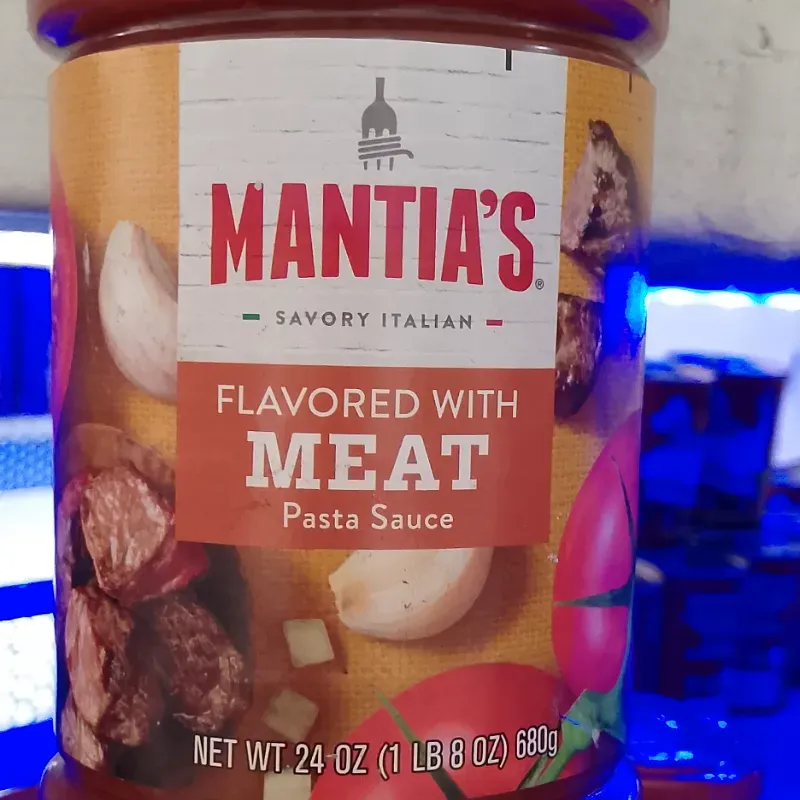 MANTIA'S®
SAVORY ITALIAN
FLAVORED WITH
MEAT
Pasta Sauce
NET WT 24 OZ (1 LB 8 OZ) 680g